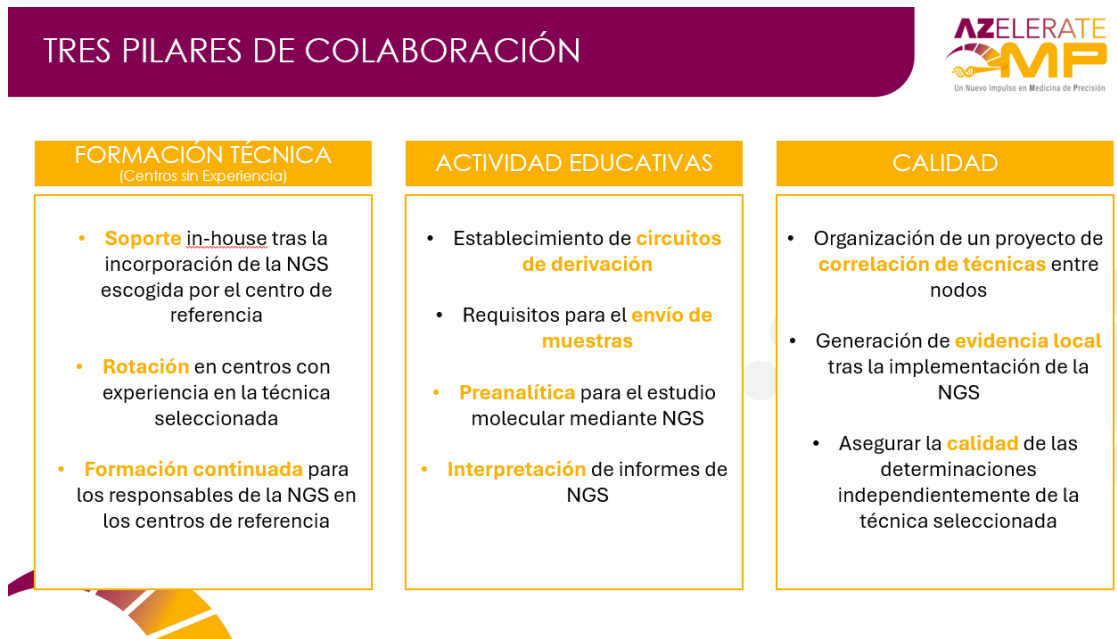 TRES PILARES DE COLABORACIÓN
AZELERATE
MP
Un Nuevo Impulso en Medicina de Precisión
FORMACIÓN TÉCNICA
(Centros sin Experiencia)
• Soporte in-house tras la
incorporación de la NGS
escogida por el centro de
referencia
• Rotación en centros con
experiencia en la técnica
seleccionada
• Formación continuada para
los responsables de la NGS en
los centros de referencia
ACTIVIDAD EDUCATIVAS
• Establecimiento de circuitos
de derivación
• Requisitos para el envío de
muestras
• Preanalítica para el estudio
molecular mediante NGS
• Interpretación de informes de
NGS
CALIDAD
• Organización de un proyecto de
correlación de técnicas entre
nodos
• Generación de evidencia local
tras la implementación de la
NGS
• Asegurar la calidad de las
determinaciones
independientemente de la
técnica seleccionada